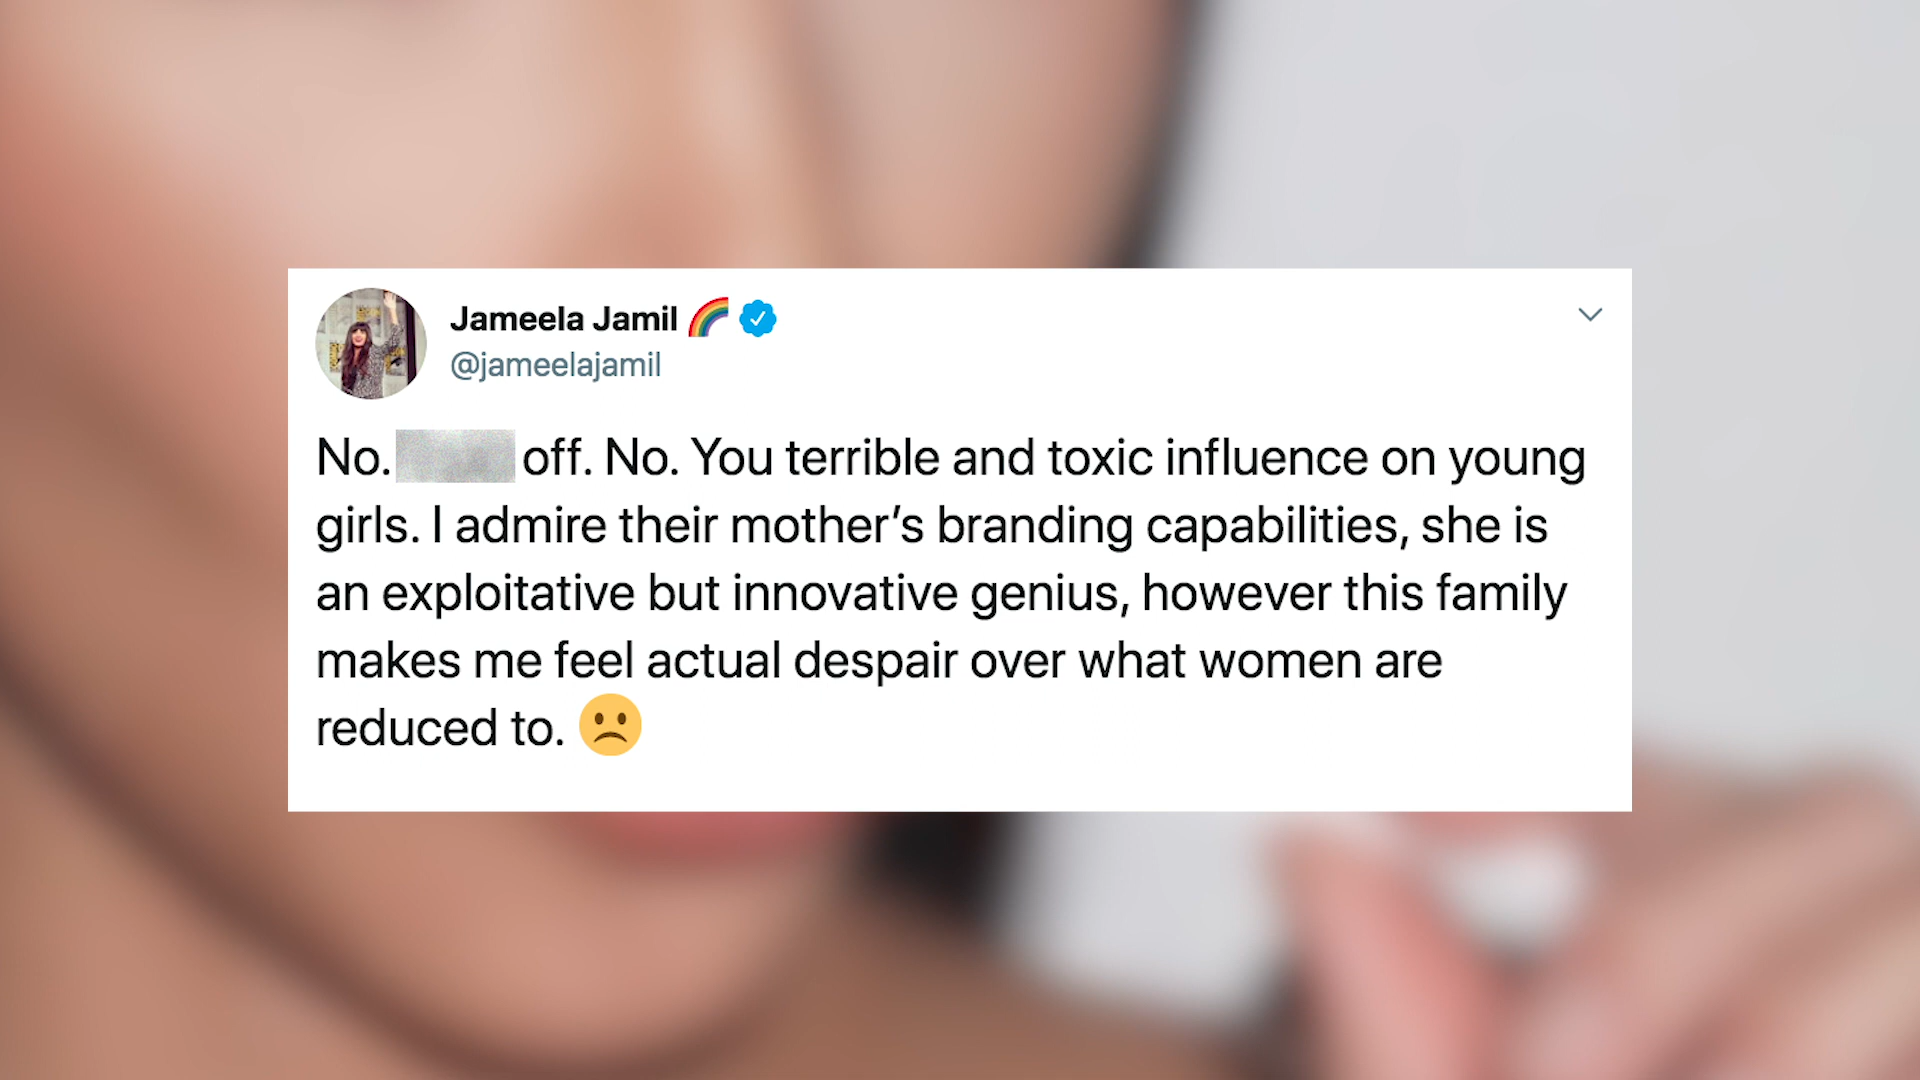 Jameela Jamil 🌈
@jameelajamil
No. off. No. You terrible and toxic influence on young
girls. I admire their mother’s branding capabilities, she is
an exploitative but innovative genius, however this family
makes me feel actual despair over what women are
reduced to. 🙁